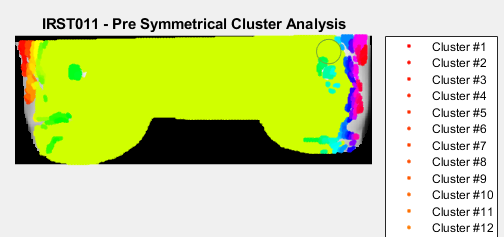 IRST011 - Pre Symmetrical Cluster Analysis
Cluster #1
Cluster #2
Cluster #3
Cluster #4
Cluster #5
Cluster #6
Cluster #7
Cluster #8
Cluster #9
Cluster #10
Cluster #11
Cluster #12